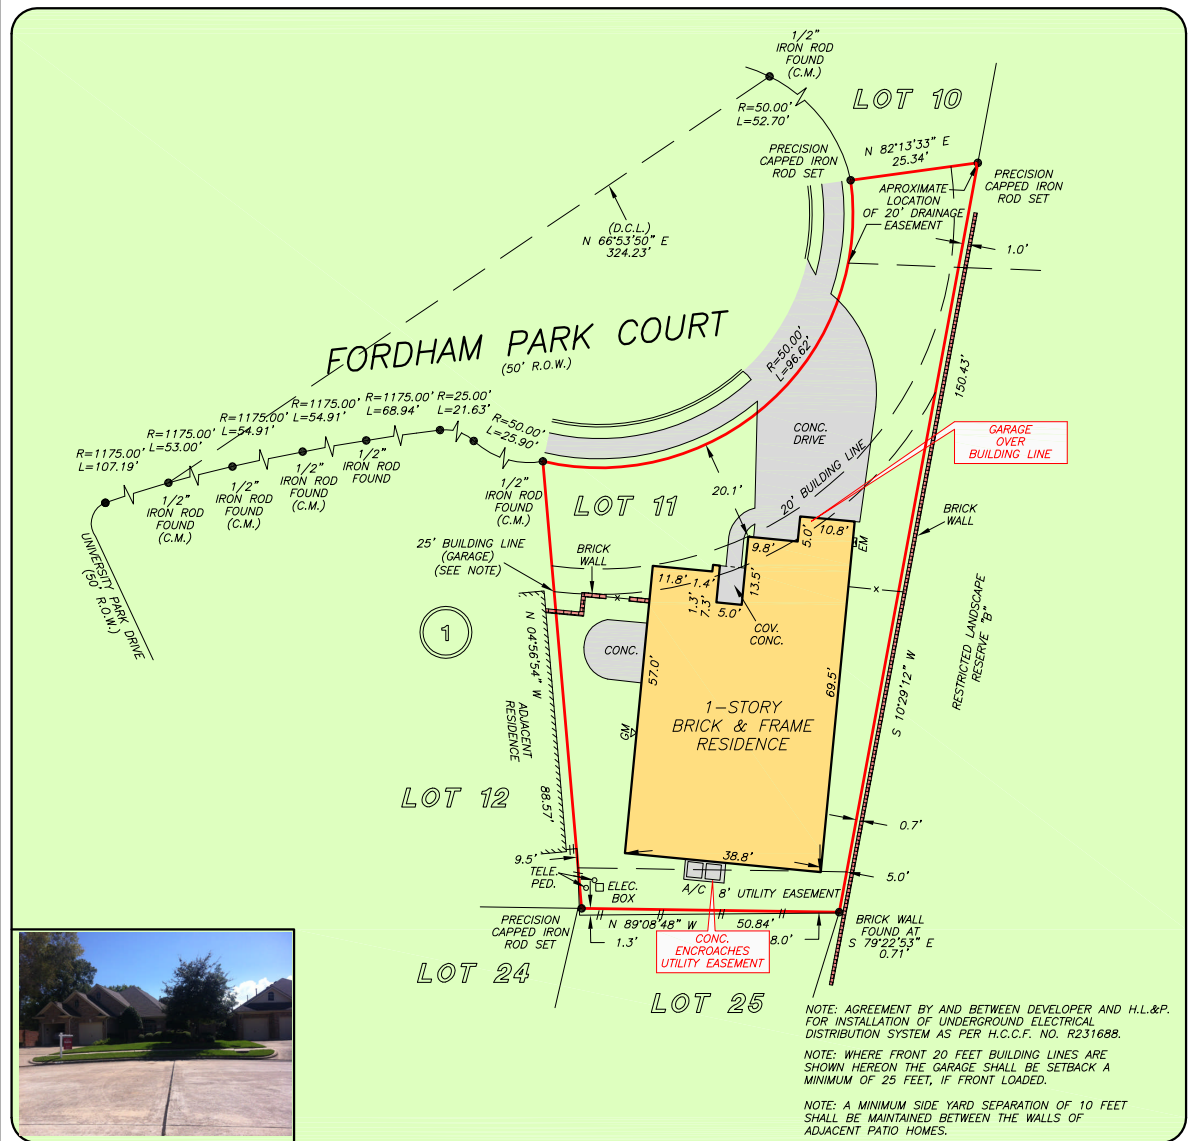 1/2"
IRON ROD
FOUND
(C.M.)
R=50.00'
L=52.70'
LOT 10
N 82°13'33" E
25.34'
PRECISION
CAPPED IRON
ROD SET
PRECISION
CAPPED IRON
ROD SET
APROXIMATE
LOCATION
OF 20' DRAINAGE
EASEMENT
1.0'
(D.C.L.)
N 66°53'50" E
324.23'
FORDHAM PARK COURT
(50' R.O.W.)
R=50.00'
L=96.62'
150.43'
R=1175.00'
L=107.19'
R=1175.00'
L=53.00'
R=1175.00'
L=54.91'
R=1175.00'
L=54.91'
R=1175.00'
L=68.94'
R=25.00'
L=21.63'
R=50.00'
L=25.90'
1/2"
IRON ROD
FOUND
(C.M.)
1/2"
IRON ROD
FOUND
(C.M.)
1/2"
IRON ROD
FOUND
(C.M.)
1/2"
IRON ROD
FOUND
1/2"
IRON ROD
FOUND
(C.M.)
UNIVERSITY PARK DRIVE
(50' R.O.W.)
CONC.
DRIVE
GARAGE
OVER
BUILDING LINE
20' BUILDING LINE
20.1'
LOT 11
BRICK
WALL
25' BUILDING LINE
(GARAGE)
(SEE NOTE)
BRICK
WALL
9.8'
5.0'
10.8'
EM
11.8'
1.4'
1.3'
7.3'
5.0'
13.5'
x
x
1
N 04°56'54" W
88.57'
CONC.
COV.
CONC.
57.0'
69.5'
RESTRICTED LANDSCAPE
RESERVE "B"
S 10°29'12" W
ADJACENT
RESIDENCE
GM
1-STORY
BRICK & FRAME
RESIDENCE
LOT 12
0.7'
9.5'
38.8'
TELE.
PED.
ELEC.
BOX
A/C
8' UTILITY EASEMENT
5.0'
PRECISION
CAPPED IRON
ROD SET
1.3'
N 89°08'48" W
50.84'
8.0'
CONC.
ENCROACHES
UTILITY EASEMENT
BRICK WALL
FOUND AT
S 79°22'53" E
0.71'
LOT 24
LOT 25
NOTE: AGREEMENT BY AND BETWEEN DEVELOPER AND H.L.&P.
FOR INSTALLATION OF UNDERGROUND ELECTRICAL
DISTRIBUTION SYSTEM AS PER H.C.C.F. NO. R231688.
NOTE: WHERE FRONT 20 FEET BUILDING LINES ARE
SHOWN HEREON THE GARAGE SHALL BE SETBACK A
MINIMUM OF 25 FEET, IF FRONT LOADED.
NOTE: A MINIMUM SIDE YARD SEPARATION OF 10 FEET
SHALL BE MAINTAINED BETWEEN THE WALLS OF
ADJACENT PATIO HOMES.